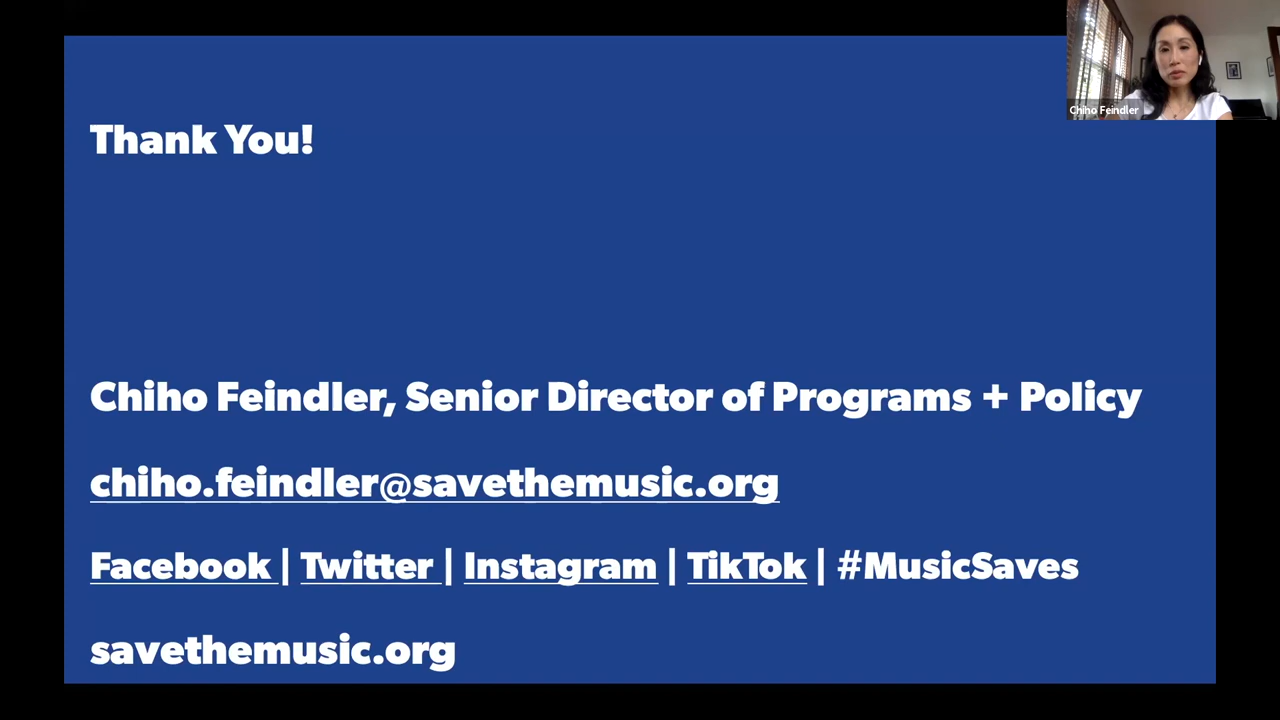 Chiho Feindler
Thank You!
Chiho Feindler, Senior Director of Programs + Policy
chiho.feindler@savethemusic.org
Facebook | Twitter | Instagram | TikTok | #MusicSaves
savethemusic.org